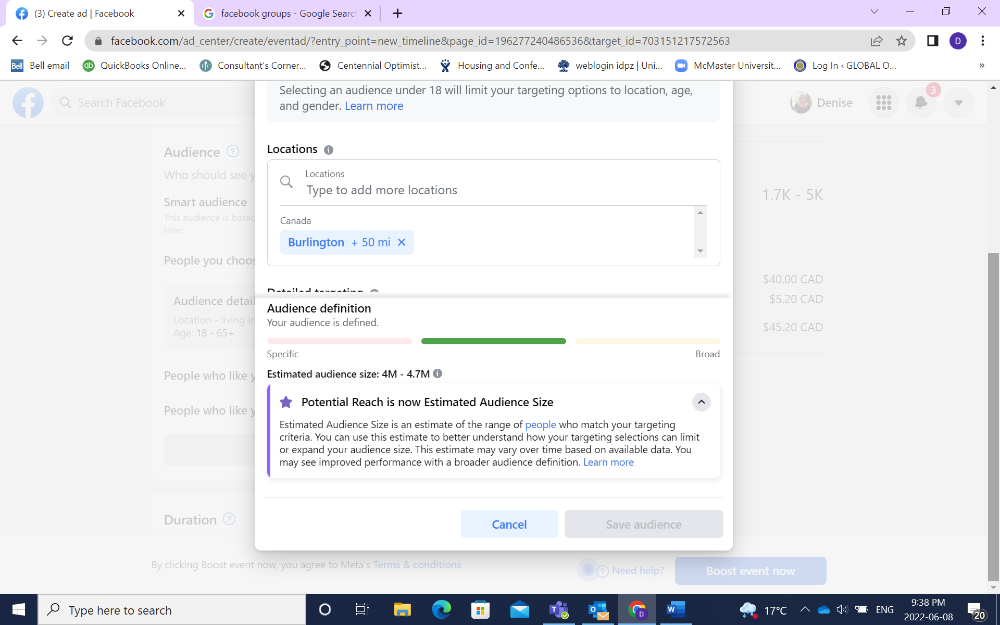 (3) Create ad | Facebook
facebook groups - Google Search
facebook.com/ad_center/create/eventad/?entry_point=new_timeline&page_id=196277240486536&target_id=703151217572563
D
Bell Bell email
qb QuickBooks Online...
Consultant's Corner...
Centennial Optimist...
Housing and Confe...
weblogin idpz | Uni...
McMaster Universit...
Log In ‹ GLOBAL O...
»
Search Facebook
Denise
3
Selecting an audience under 18 will limit your targeting options to location, age,
and gender. Learn more
Audience
Who should see y
Smart audience
This audience is based
time.
People you choos
Audience detail
Location - living in
Age: 18 - 65+
People who like y
People who like y
Duration
Locations
Locations
Type to add more locations
Canada
Burlington + 50 mi
Detailed targeting
1.7K - 5K
$40.00 CAD
$5.20 CAD
$45.20 CAD
Audience definition
Your audience is defined.
Specific
Broad
Estimated audience size: 4M - 4.7M
Potential Reach is now Estimated Audience Size
Estimated Audience Size is an estimate of the range of people who match your targeting
criteria. You can use this estimate to better understand how your targeting selections can limit
or expand your audience size. This estimate may vary over time based on available data. You
may see improved performance with a broader audience definition. Learn more
Cancel
Save audience
By clicking Boost event now, you agree to Meta's Terms & conditions
Need help?
Boost event now
Type here to search
17°C
ENG
9:38 PM
2022-06-08
20